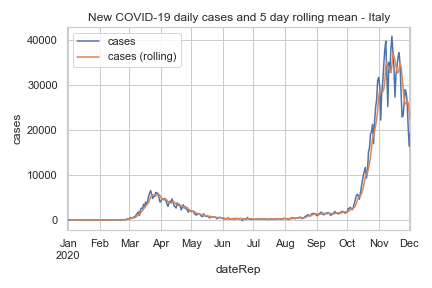 New COVID-19 daily cases and 5 day rolling mean - Italy
cases
cases (rolling)
40000
30000
20000
10000
0
cases
Jan Feb Mar Apr May Jun Jul Aug Sep Oct Nov Dec
2020
dateRep